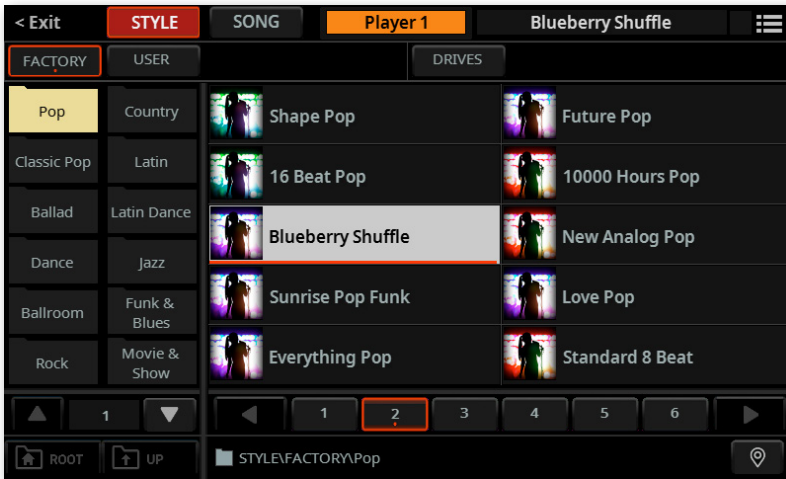 < Exit STYLE SONG Player 1 Blueberry Shuffle
FACTORY USER DRIVES
Pop Country
Classic Pop Latin
Ballad Latin Dance
Dance Jazz
Ballroom Funk & Blues
Rock Movie & Show
Shape Pop Future Pop
16 Beat Pop 10000 Hours Pop
Blueberry Shuffle New Analog Pop
Sunrise Pop Funk Love Pop
Everything Pop Standard 8 Beat
1 1 2 3 4 5 6
ROOT UP STYLE\FACTORY\Pop